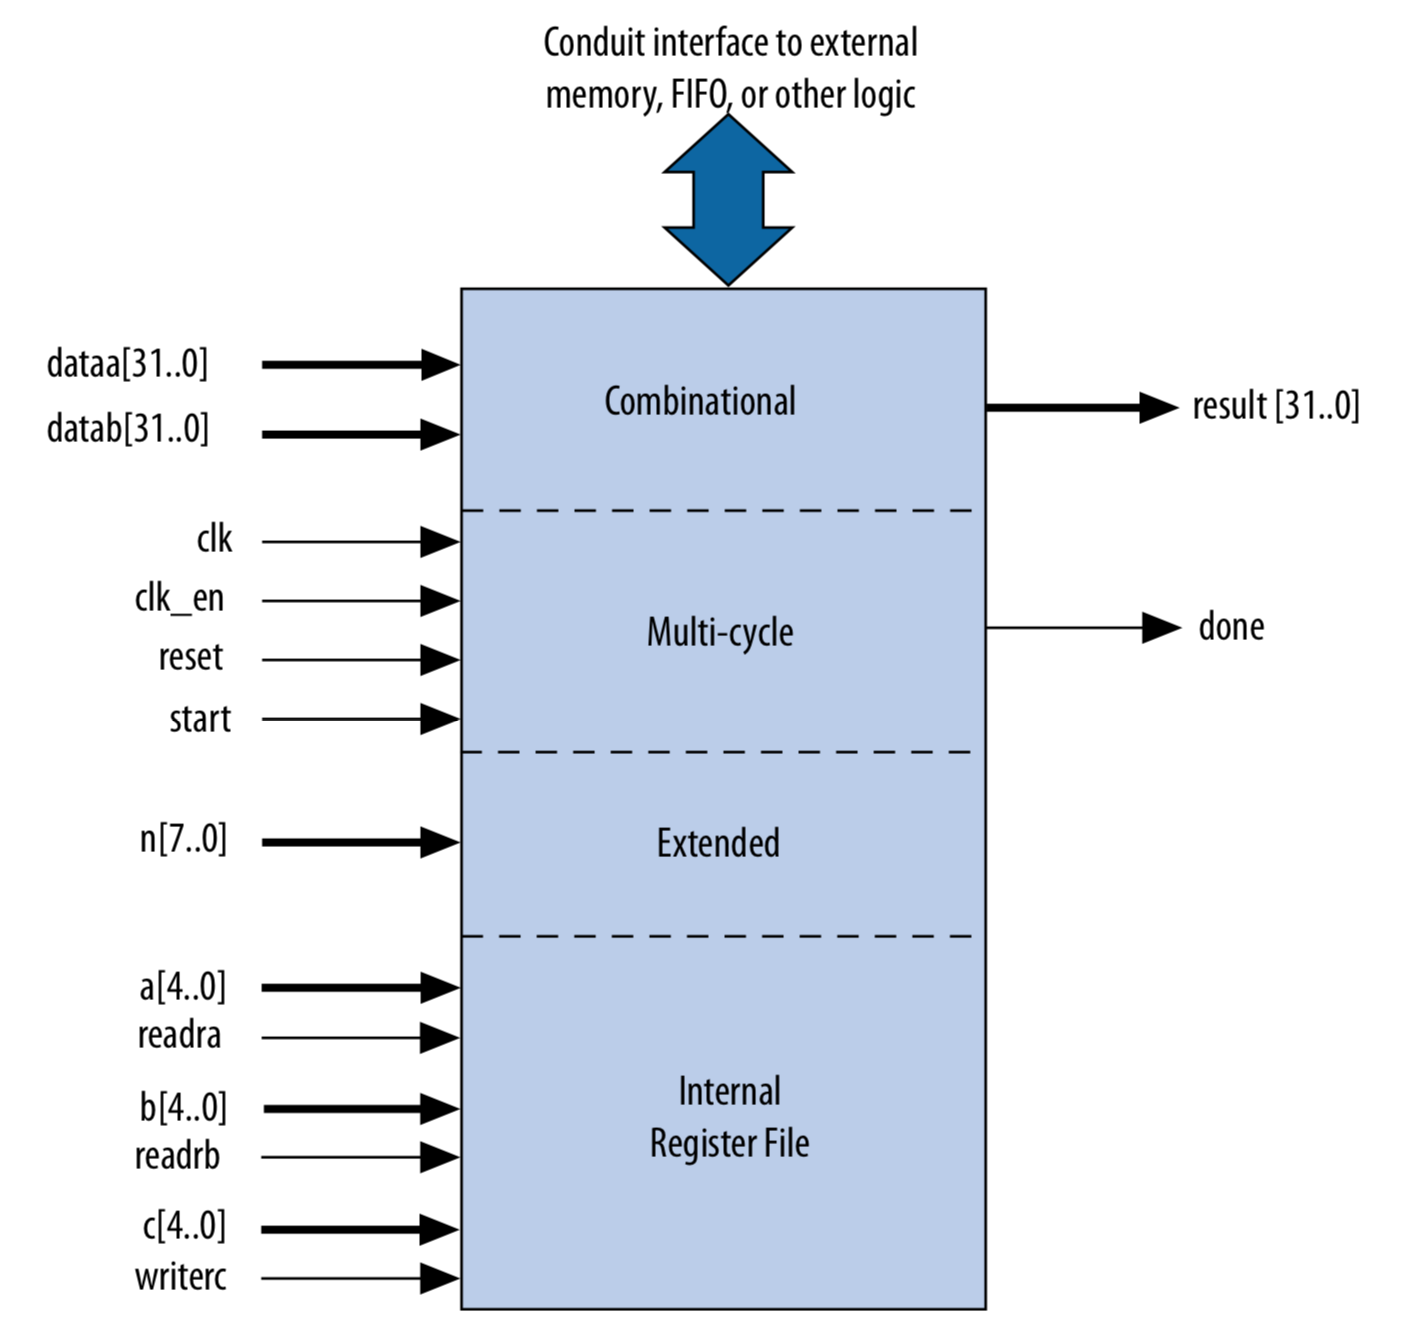 Conduit interface to external
memory, FIFO, or other logic
dataa[31..0]
datab[31..0]
Combinational
result [31..0]
clk
clk_en
reset
start
Multi-cycle
done
n[7..0]
Extended
a[4..0]
readra
b[4..0]
readrb
c[4..0]
writerc
Internal
Register File